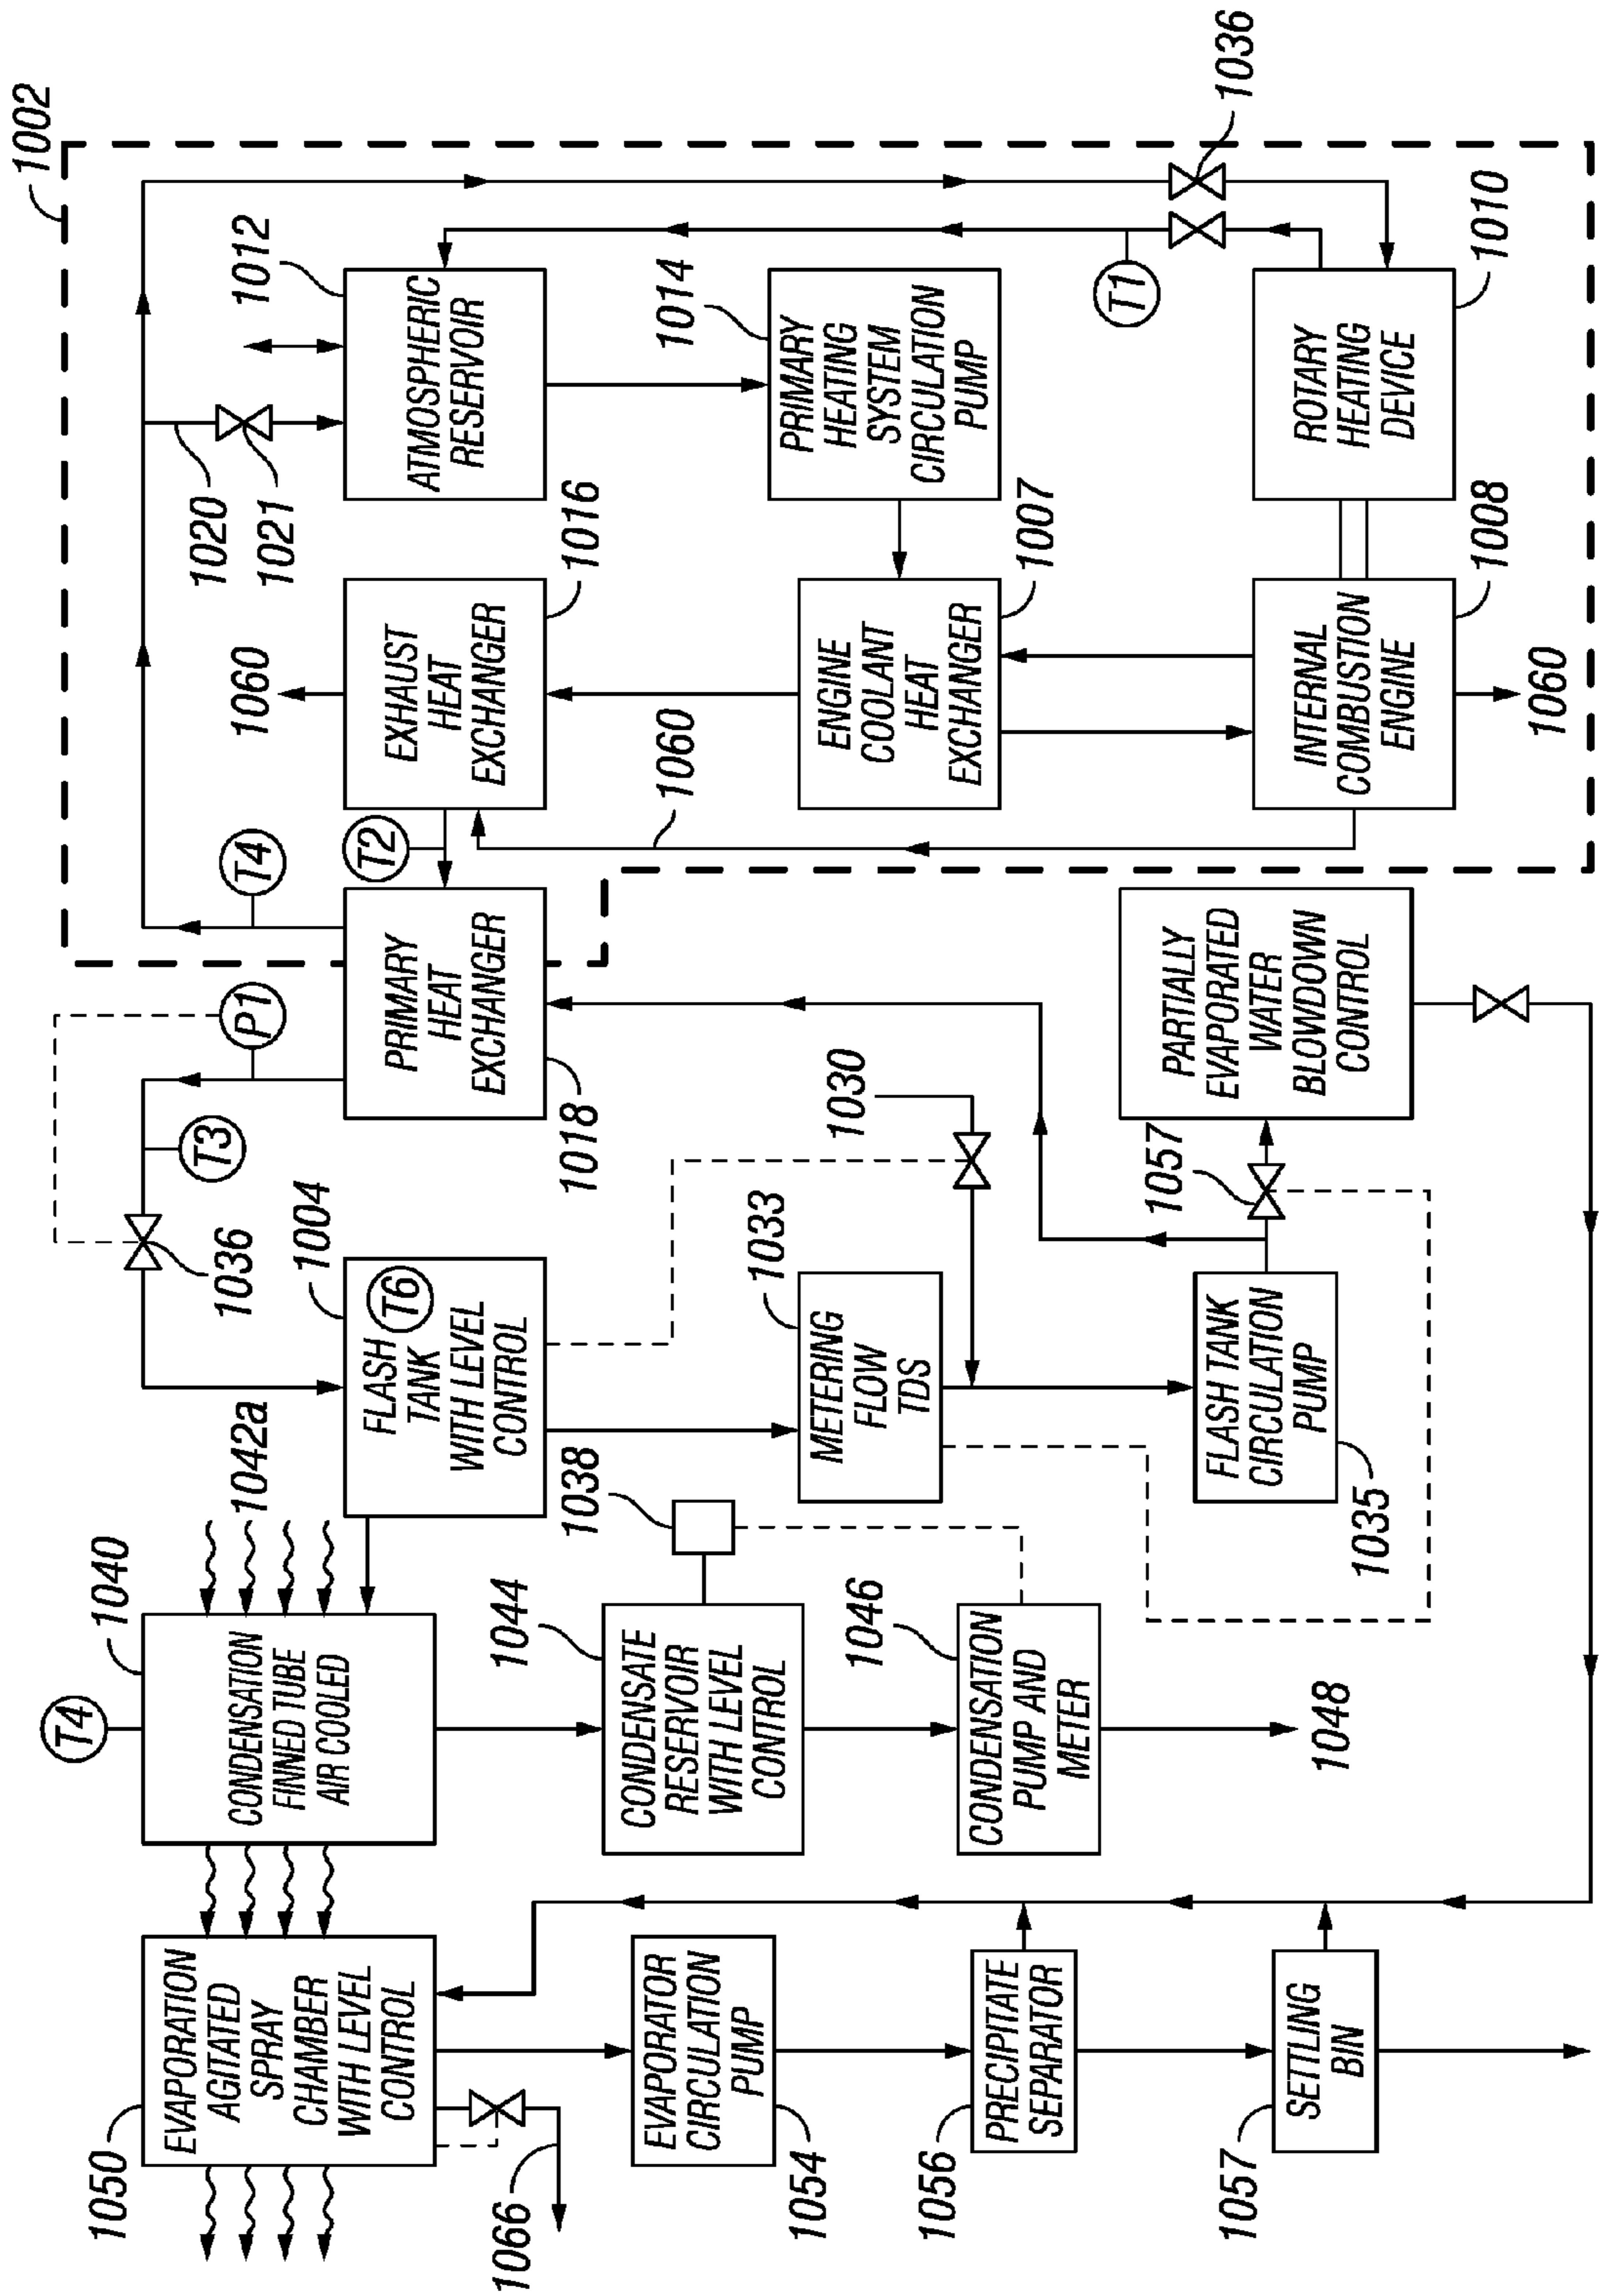 1050
EVAPORATION
AGITATED
SPRAY
CHAMBER
WITH LEVEL
CONTROL
1066
EVAPORATOR
CIRCULATION
PUMP
1054
PRECIPITATE
SEPARATOR
1056
SETTLING
BIN
1057
T4
1040
CONDENSATION
FINNED TUBE
AIR COOLED
1042a
1044
CONDENSATE
RESERVOIR
WITH LEVEL
CONTROL
1038
1046
CONDENSATION
PUMP AND
METER
1048
1036
T3
P1
1004
FLASH
T6
TANK
WITH LEVEL
CONTROL
1033
METERING
FLOW
TDS
1030
FLASH TANK
CIRCULATION
PUMP
1035
1057
PARTIALLY
EVAPORATED
WATER
BLOWDOWN
CONTROL
PRIMARY
HEAT
EXCHANGER
1018
T4
T2
1002
1060
EXHAUST
HEAT
EXCHANGER
1016
1020
1021
1012
ATMOSPHERIC
RESERVOIR
1014
PRIMARY
HEATING
SYSTEM
CIRCULATION
PUMP
1060
ENGINE
COOLANT
HEAT
EXCHANGER
1007
T1
1036
INTERNAL
COMBUSTION
ENGINE
1008
1060
ROTARY
HEATING
DEVICE
1010